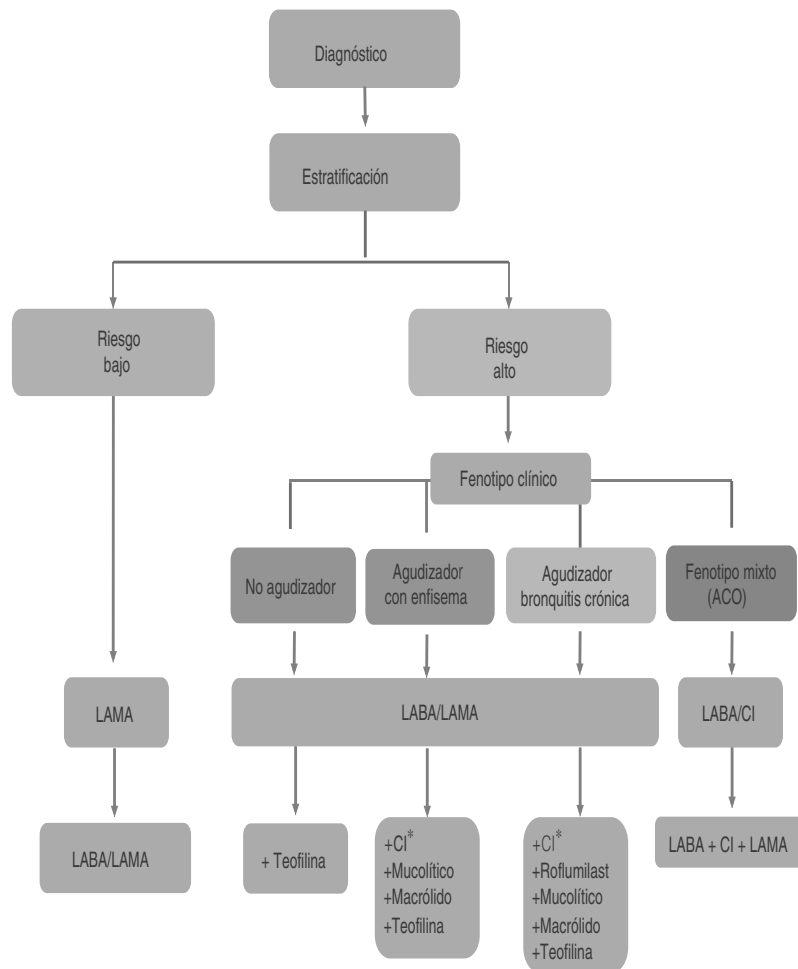 Diagnóstico
Estratificación
Riesgo
bajo
Riesgo
alto
Fenotipo clínico
No agudizador
Agudizador
con enfisema
Agudizador
bronquitis crónica
Fenotipo mixto
(ACO)
LAMA
LABA/LAMA
LABA/CI
LABA/LAMA
+ Teofilina
+CI*
+Mucolítico
+Macrólido
+Teofilina
+CI*
+Roflumilast
+Mucolítico
+Macrólido
+Teofilina
LABA + CI + LAMA